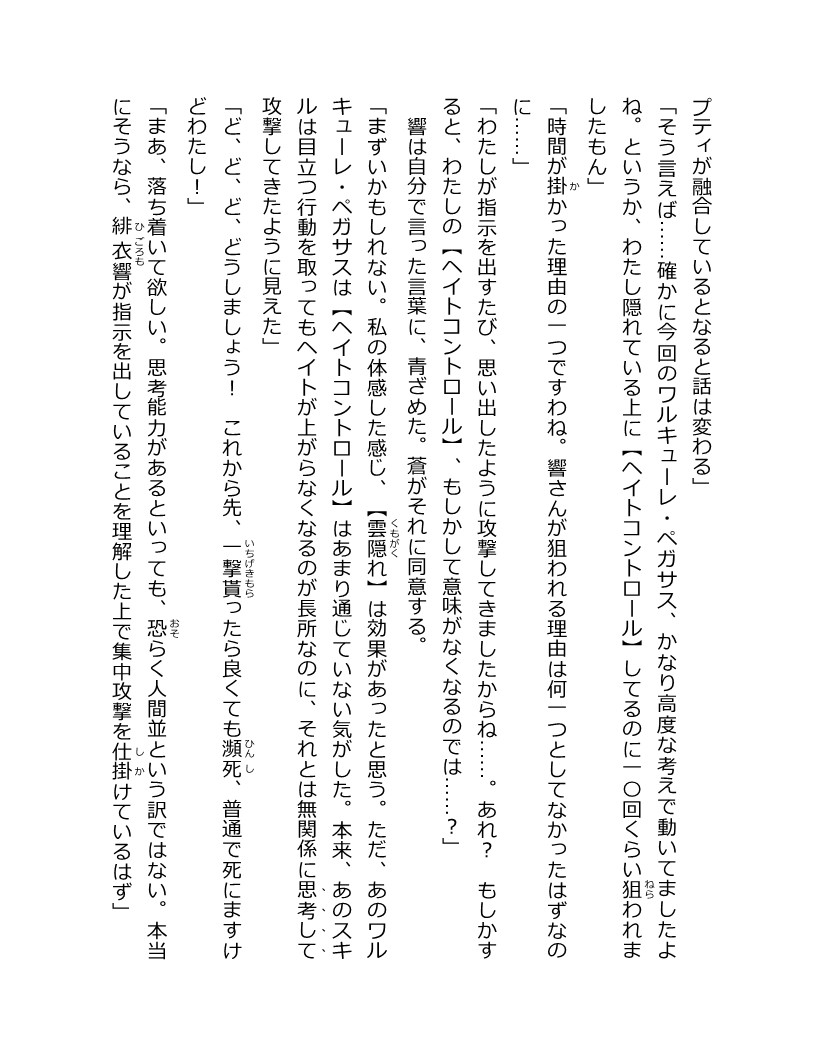 プティが融合しているとなると話は変わる」
「そう言えば……確かに今回のワルキューレ・ペガサス、かなり高度な考えで動いてましたよ
ね。というか、わたし隠れている上に【ヘイトコントロール】してるのに一〇回くらい狙われま
したもん」
「時間が掛かった理由の一つですわね。響さんが狙われる理由は何一つとしてなかったはずなの
に……」
「わたしが指示を出すたび、思い出したように攻撃してきましたからね……。あれ？　もしかす
ると、わたしの【ヘイトコントロール】、もしかして意味がなくなるのでは……？」
　響は自分で言った言葉に、青ざめた。蒼がそれに同意する。
「まずいかもしれない。私の体感した感じ、【雲隠れ】は効果があったと思う。ただ、あのワル
キューレ・ペガサスは【ヘイトコントロール】はあまり通じていない気がした。本来、あのスキ
ルは目立つ行動を取ってもヘイトが上がらなくなるのが長所なのに、それとは無関係に思考して
攻撃してきたように見えた」
「ど、ど、ど、どうしましょう！　これから先、一撃貰ったら良くても瀕死、普通で死にますけ
どわたし！」
「まあ、落ち着いて欲しい。思考能力があるといっても、恐らく人間並という訳ではない。本当
にそうなら、緋衣響が指示を出していることを理解した上で集中攻撃を仕掛けているはず」